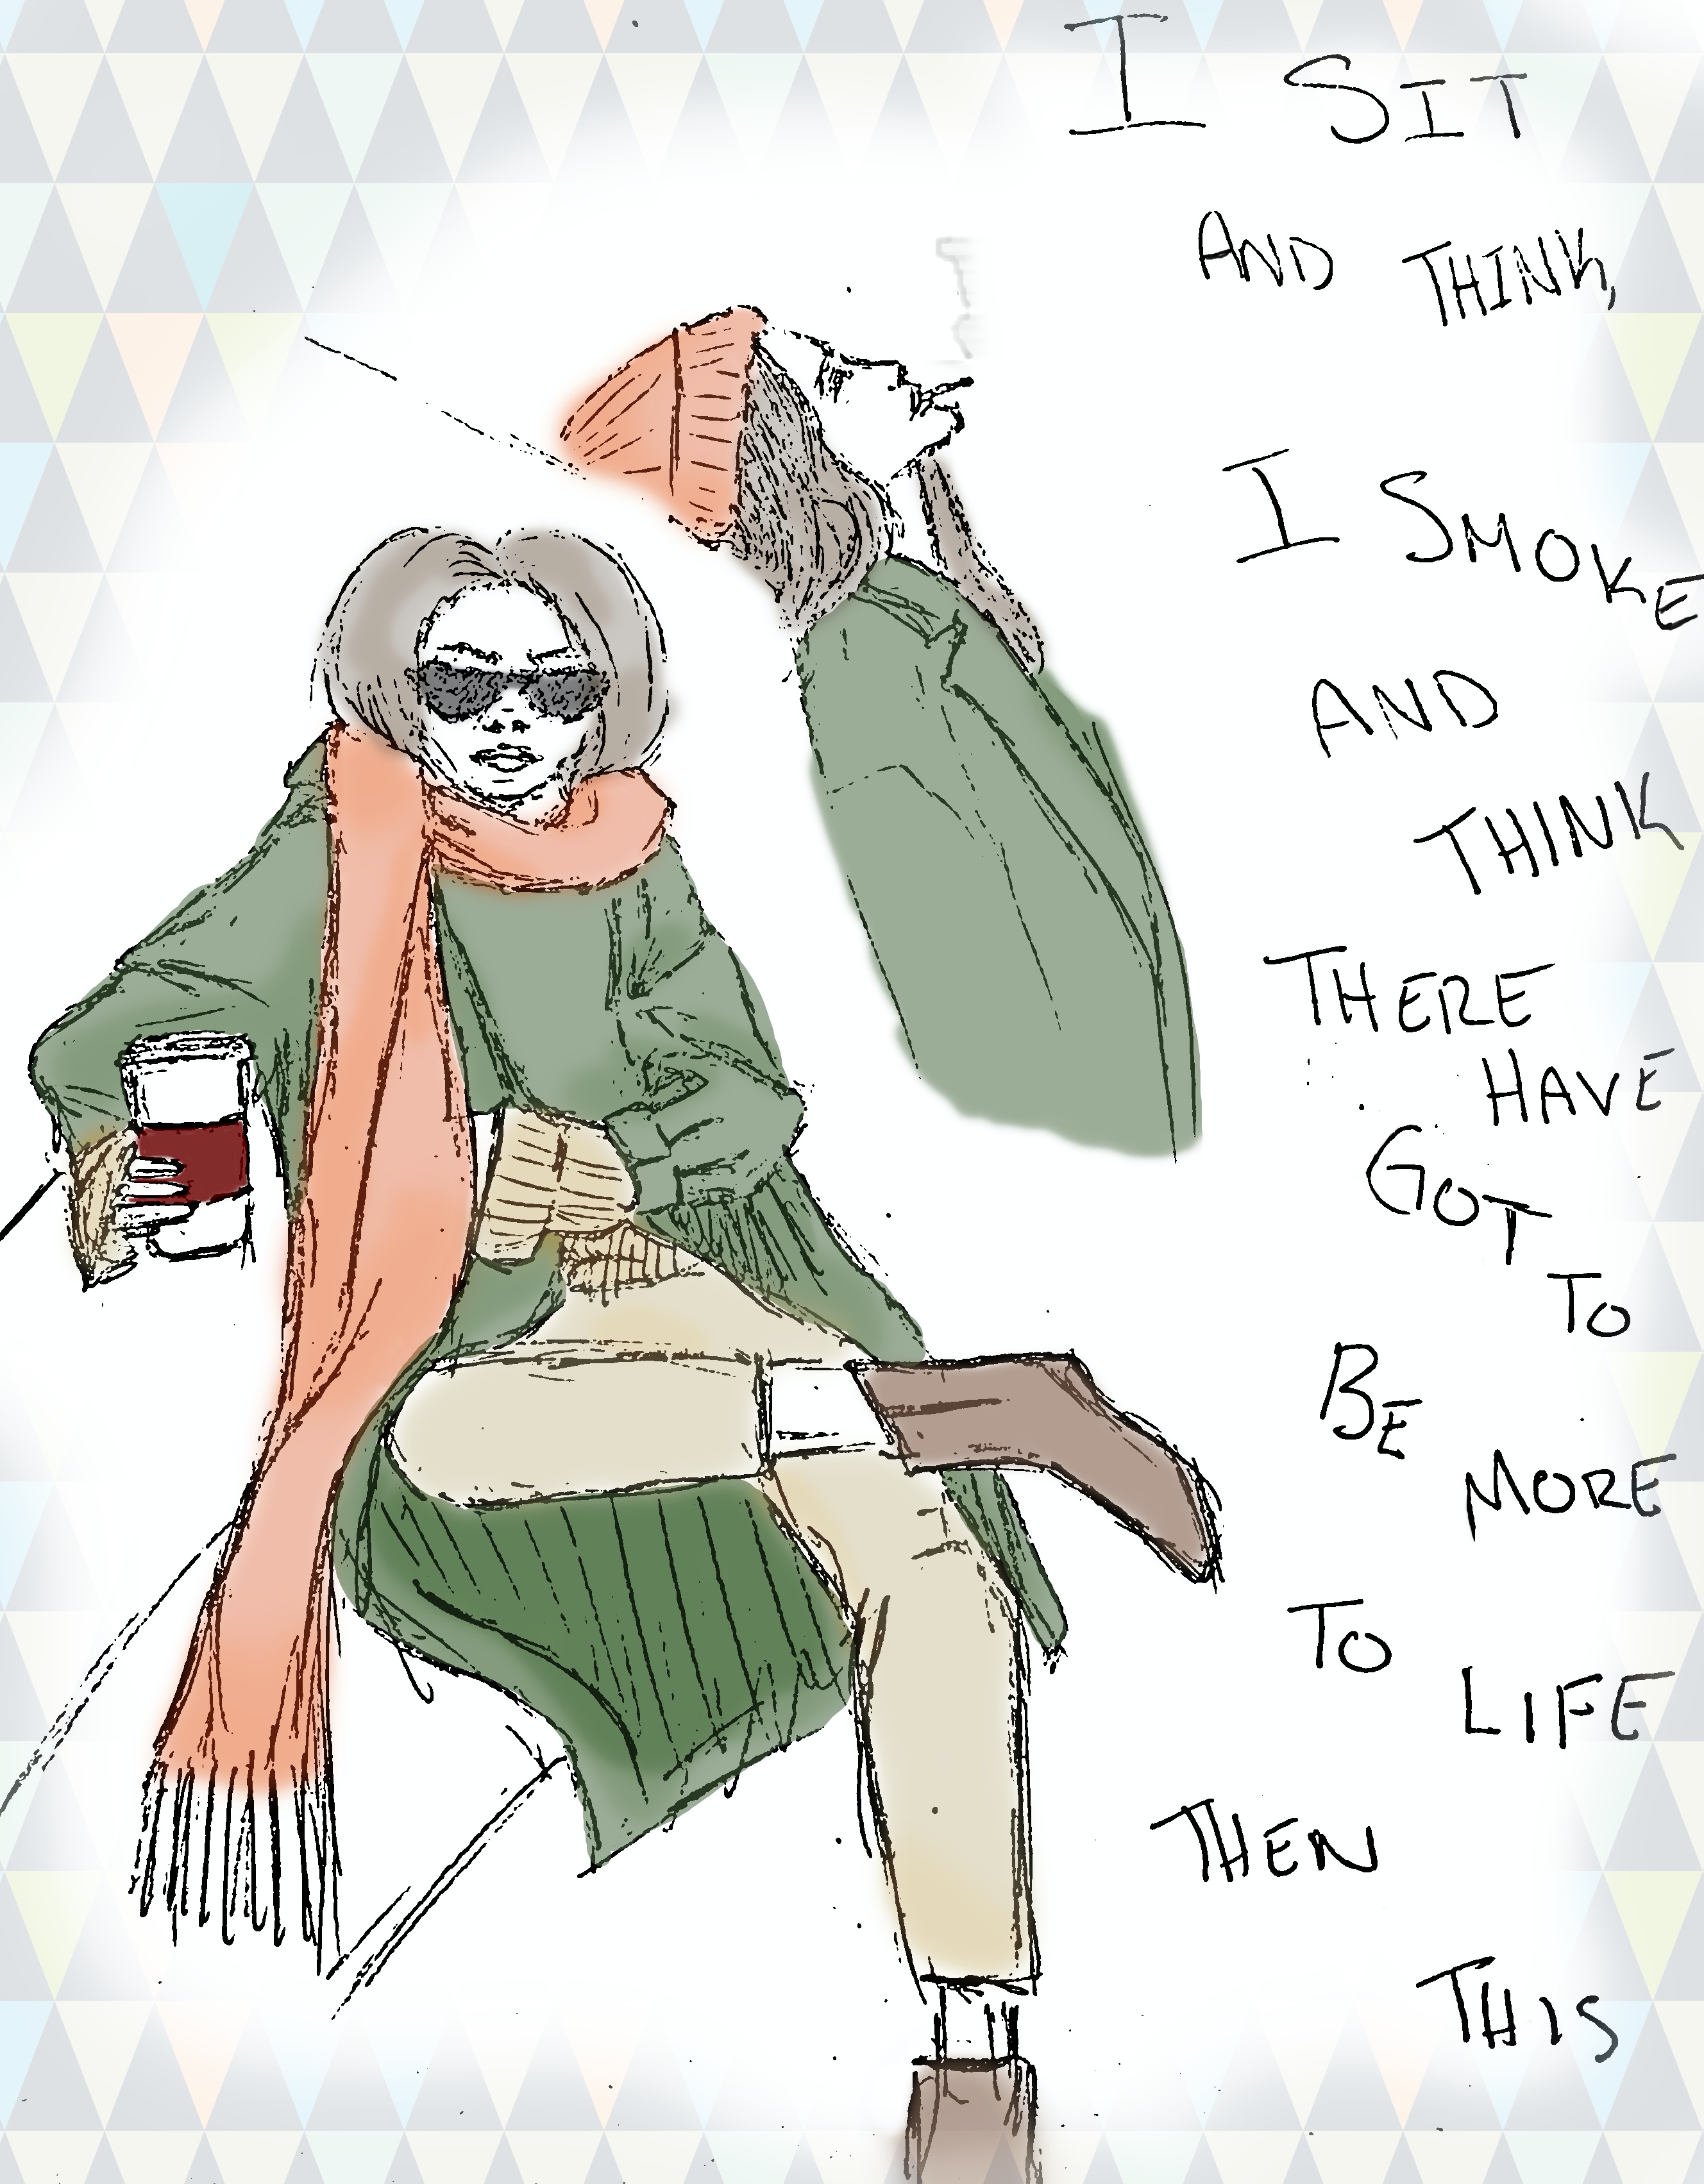 I SIT
AND THINK,
I SMOKE
AND
THINK
THERE
HAVE
GOT
TO
BE
MORE
TO
LIFE
THEN
THIS